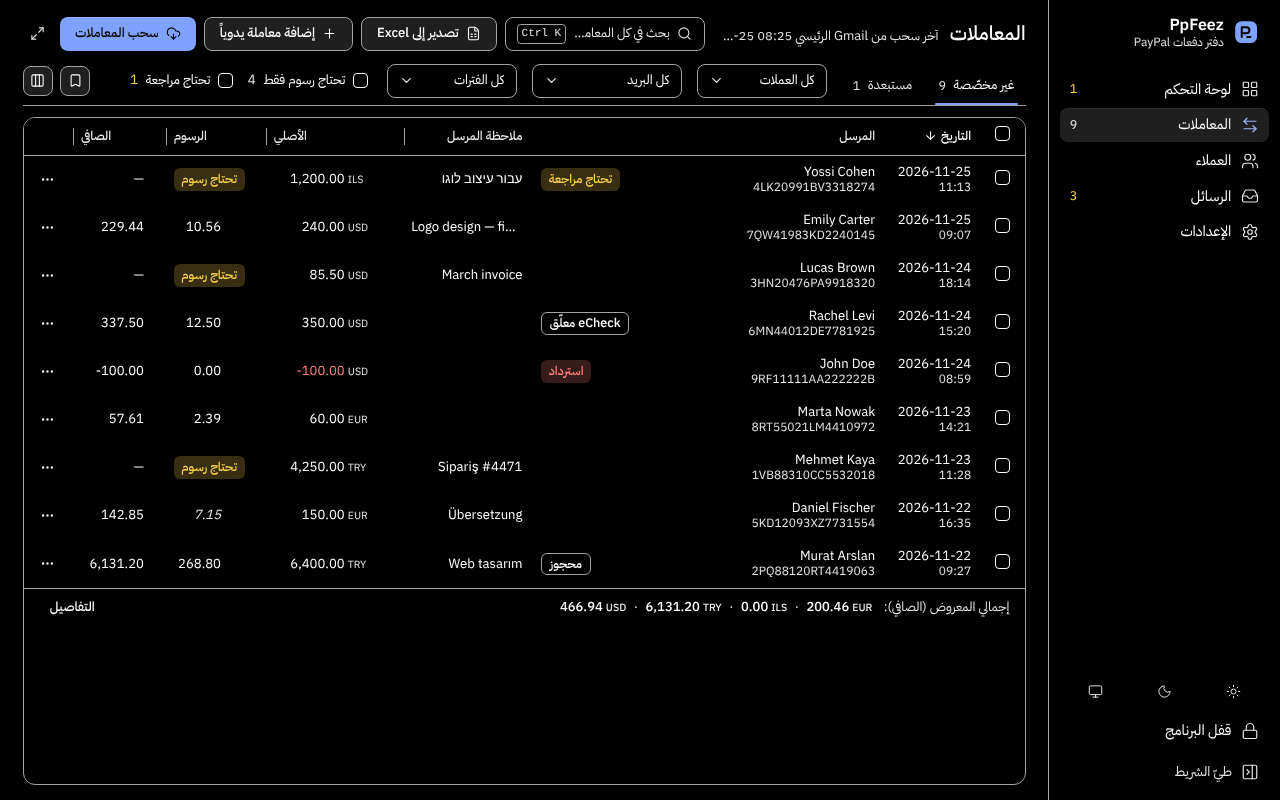 PpFeez
دفتر دفعات PayPal
لوحة التحكم 1
المعاملات 9
العملاء
الرسائل 3
الإعدادات
قفل البرنامج
طيّ الشريط
المعاملات
آخر سحب من Gmail الرئيسي 08:25 25-...
بحث في كل المعامـ... Ctrl K
تصدير إلى Excel
إضافة معاملة يدوياً
سحب المعاملات
غير مخصّصة 9
مستبعدة 1
كل العملات
كل البريد
كل الفترات
تحتاج رسوم فقط 4
تحتاج مراجعة 1
التاريخ المرسل ملاحظة المرسل الأصلي الرسوم الصافي
2026-11-25 Yossi Cohen تحتاج مراجعة עבור עיצוב לוגו 1,200.00 ILS تحتاج رسوم —
11:13 4LK20991BV3318274
2026-11-25 Emily Carter Logo design — fi... 240.00 USD 10.56 229.44
09:07 7QW41983KD2240145
2026-11-24 Lucas Brown March invoice 85.50 USD تحتاج رسوم —
18:14 3HN20476PA9918320
2026-11-24 Rachel Levi eCheck معلّق 350.00 USD 12.50 337.50
15:20 6MN44012DE7781925
2026-11-24 John Doe استرداد -100.00 USD 0.00 -100.00
08:59 9RF11111AA222222B
2026-11-23 Marta Nowak 60.00 EUR 2.39 57.61
14:21 8RT55021LM4410972
2026-11-23 Mehmet Kaya Sipariş #4471 4,250.00 TRY تحتاج رسوم —
11:28 1VB88310CC5532018
2026-11-22 Daniel Fischer Übersetzung 150.00 EUR 7.15 142.85
16:35 5KD12093XZ7731554
2026-11-22 Murat Arslan محجوز Web tasarım 6,400.00 TRY 268.80 6,131.20
09:27 2PQ88120RT4419063
إجمالي المعروض (الصافي): 200.46 EUR · 0.00 ILS · 6,131.20 TRY · 466.94 USD
التفاصيل